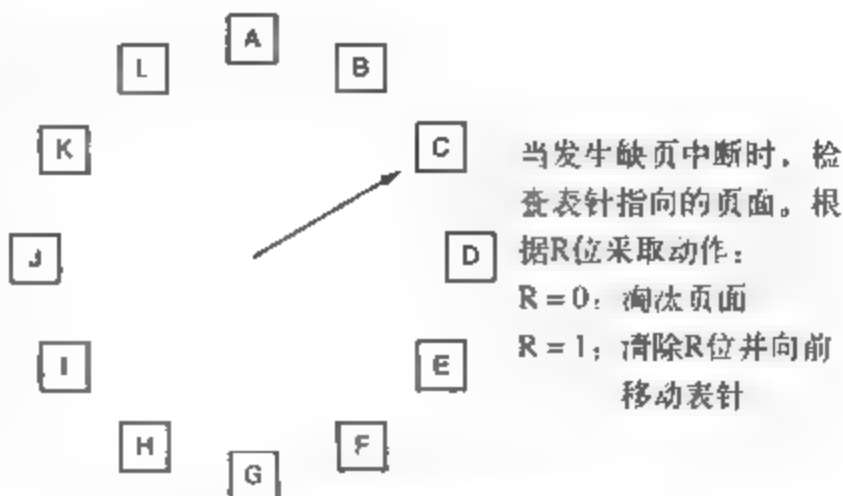 A
B
C
D
E
F
G
H
I
J
K
L
当发生缺页中断时，检
查表针指向的页面。根
据R位采取动作：
R=0：淘汰页面
R=1：清除R位并向前
移动表针